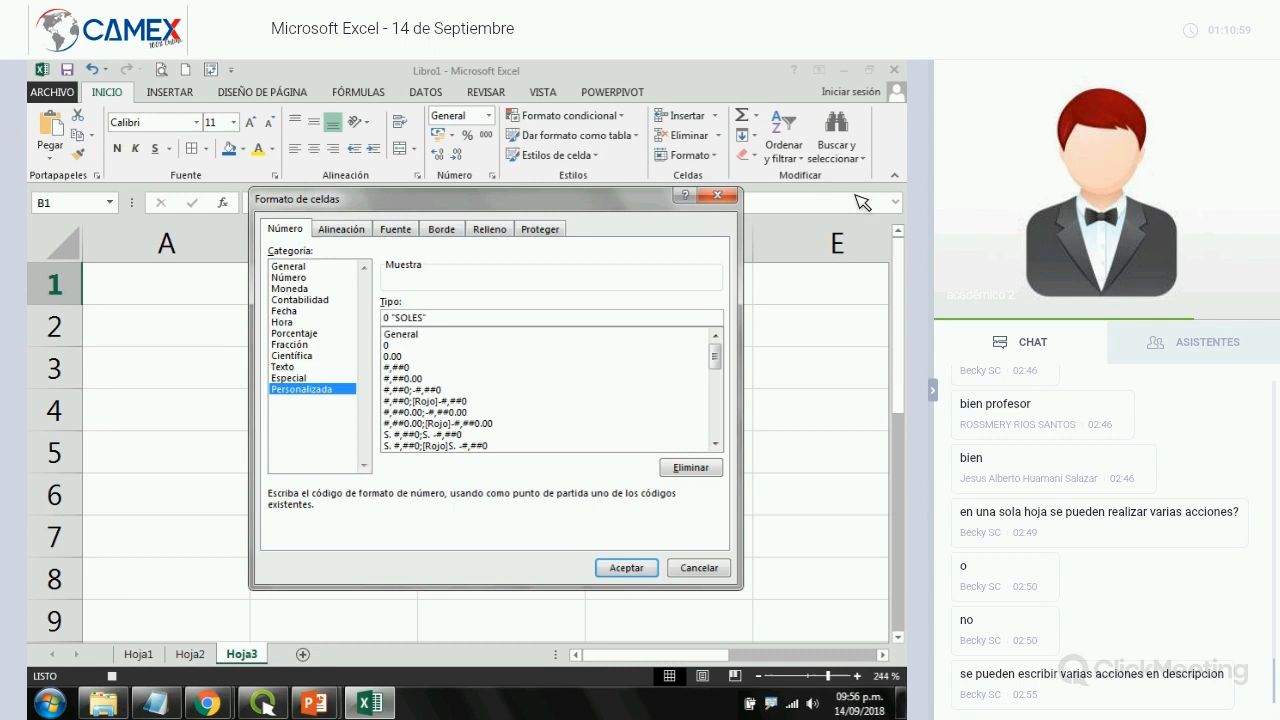 CAMEX
100% Online
Microsoft Excel - 14 de Septiembre
01:10:59
Libro1 - Microsoft Excel
ARCHIVO INICIO INSERTAR DISEÑO DE PÁGINA FÓRMULAS DATOS REVISAR VISTA POWERPIVOT Iniciar sesión
Calibri 11 General Formato condicional Insertar
Pegar N K S A % 000 Dar formato como tabla Eliminar Ordenar y filtrar Buscar y seleccionar
Estilos de celda Formato
Portapapeles Fuente Alineación Número Estilos Celdas Modificar
B1 fx
A E
1
2
3
4
5
6
7
8
9
Formato de celdas
Número Alineación Fuente Borde Relleno Proteger
Categoría:
General
Número
Moneda
Contabilidad
Fecha
Hora
Porcentaje
Fracción
Científica
Texto
Especial
Personalizada
Muestra
Tipo:
0 "SOLES"
General
0
0.00
#,##0
#,##0.00
#,##0;-#,##0
#,##0;[Rojo]-#,##0
#,##0.00;-#,##0.00
#,##0.00;[Rojo]-#,##0.00
S. #,##0;S. -#,##0
S. #,##0;[Rojo]S. -#,##0
Eliminar
Escriba el código de formato de número, usando como punto de partida uno de los códigos
existentes.
Aceptar Cancelar
Hoja1 Hoja2 Hoja3
LISTO 244 %
09:56 p.m.
14/09/2018
académico 2
CHAT ASISTENTES
Becky SC 02:46
bien profesor
ROSSMERY RIOS SANTOS 02:46
bien
Jesus Alberto Huamani Salazar 02:46
en una sola hoja se pueden realizar varias acciones?
Becky SC 02:49
o
Becky SC 02:50
no
Becky SC 02:50
se pueden escribir varias acciones en descripcion
Becky SC 02:55
ClickMeeting